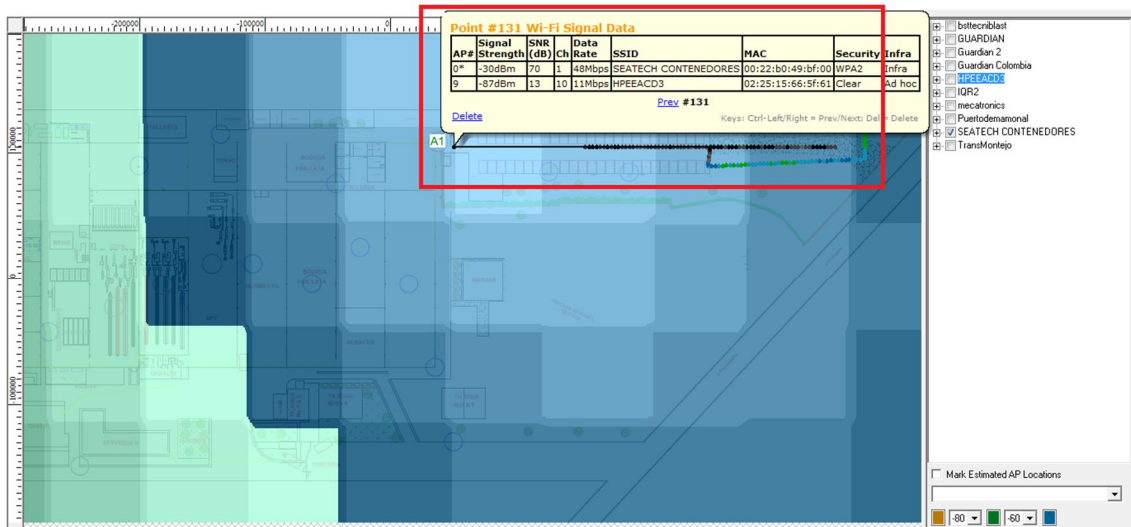 -200000 -100000 0
Point #131 Wi-Fi Signal Data
AP# Signal Strength SNR (dB) Ch Data Rate SSID MAC Security Infra
0* -30dBm 70 1 48Mbps SEATECH CONTENEDORES 00:22:b0:49:bf:00 WPA2 Infra
9 -87dBm 13 10 11Mbps HPEEACD3 02:25:15:66:5f:61 Clear Ad hoc
Prev #131
Delete
Keys: Ctrl-Left/Right = Prev/Next; Del = Delete
A1
bsttecniblast
GUARDIAN
Guardian 2
Guardian Colombia
HPEEACD3
IQR2
mecatronics
Puertodemamonal
SEATECH CONTENEDORES
TransMontejo
Mark Estimated AP Locations
-80 -60